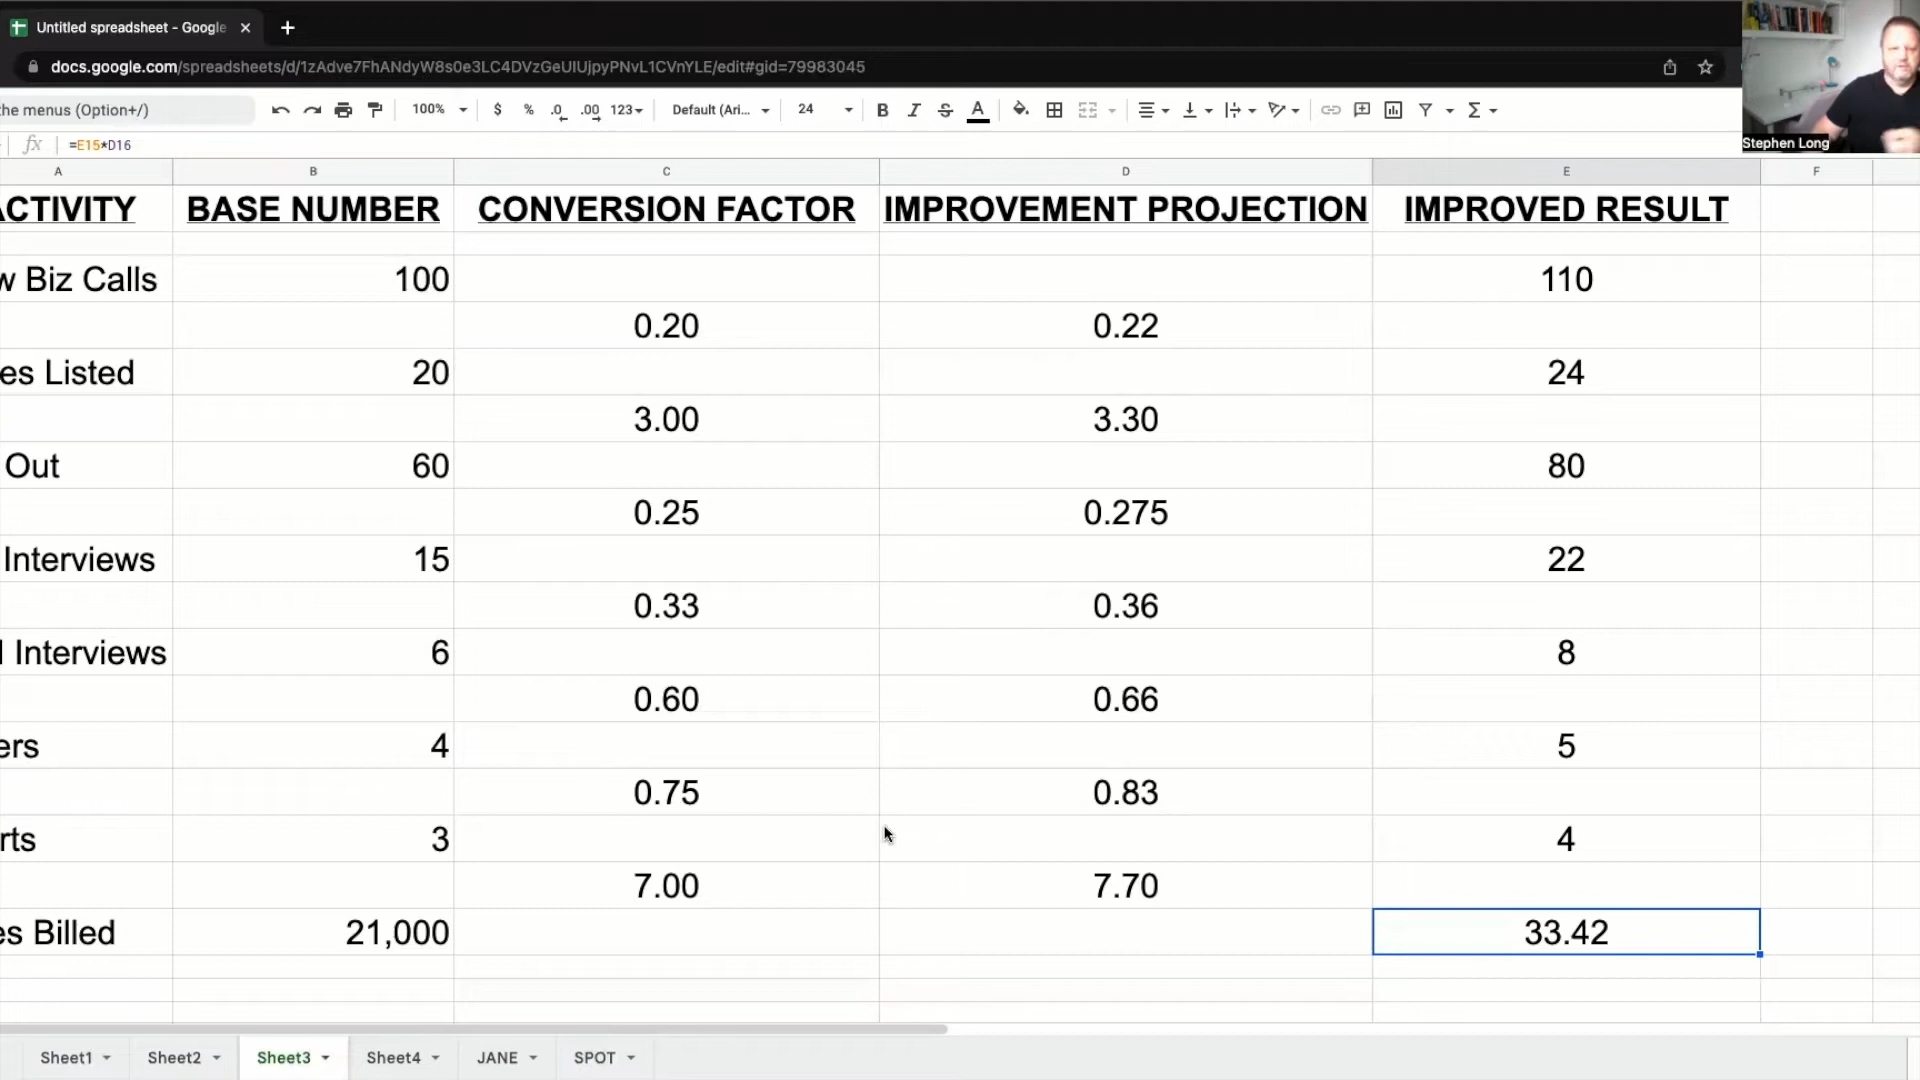 Untitled spreadsheet - Google
docs.google.com/spreadsheets/d/1zAdve7FhANdyW8s0e3LC4DVzGeUIUjpyPNvL1CVnYLE/edit#gid=79983045
the menus (Option+/) 100% $ % .0 .00 123 Default (Ari... 24 B I S A Σ
fx =E15*D16
Stephen Long
A B C D E F
ACTIVITY BASE NUMBER CONVERSION FACTOR IMPROVEMENT PROJECTION IMPROVED RESULT
w Biz Calls 100 110
0.20 0.22
es Listed 20 24
3.00 3.30
Out 60 80
0.25 0.275
Interviews 15 22
0.33 0.36
Interviews 6 8
0.60 0.66
ers 4 5
0.75 0.83
rts 3 4
7.00 7.70
es Billed 21,000 33.42
Sheet1 Sheet2 Sheet3 Sheet4 JANE SPOT